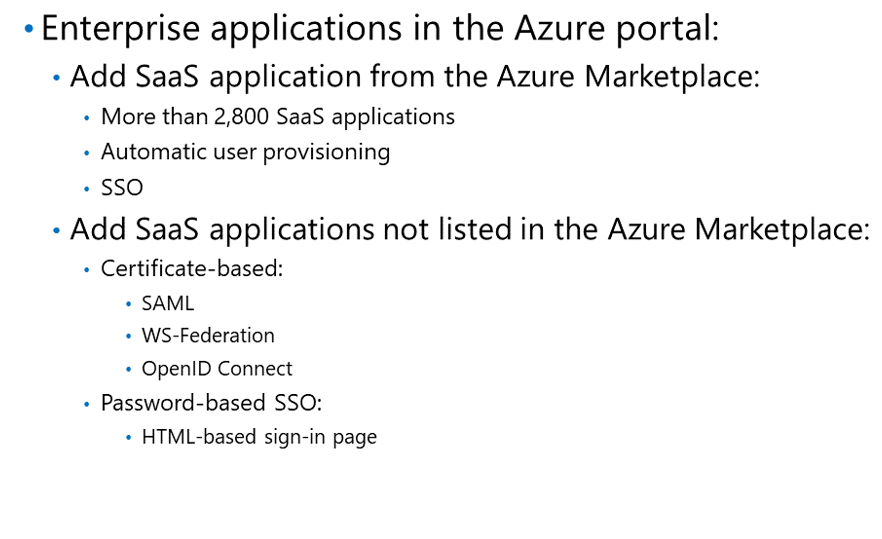 • Enterprise applications in the Azure portal:
• Add SaaS application from the Azure Marketplace:
• More than 2,800 SaaS applications
• Automatic user provisioning
• SSO
• Add SaaS applications not listed in the Azure Marketplace:
• Certificate-based:
• SAML
• WS-Federation
• OpenID Connect
• Password-based SSO:
• HTML-based sign-in page